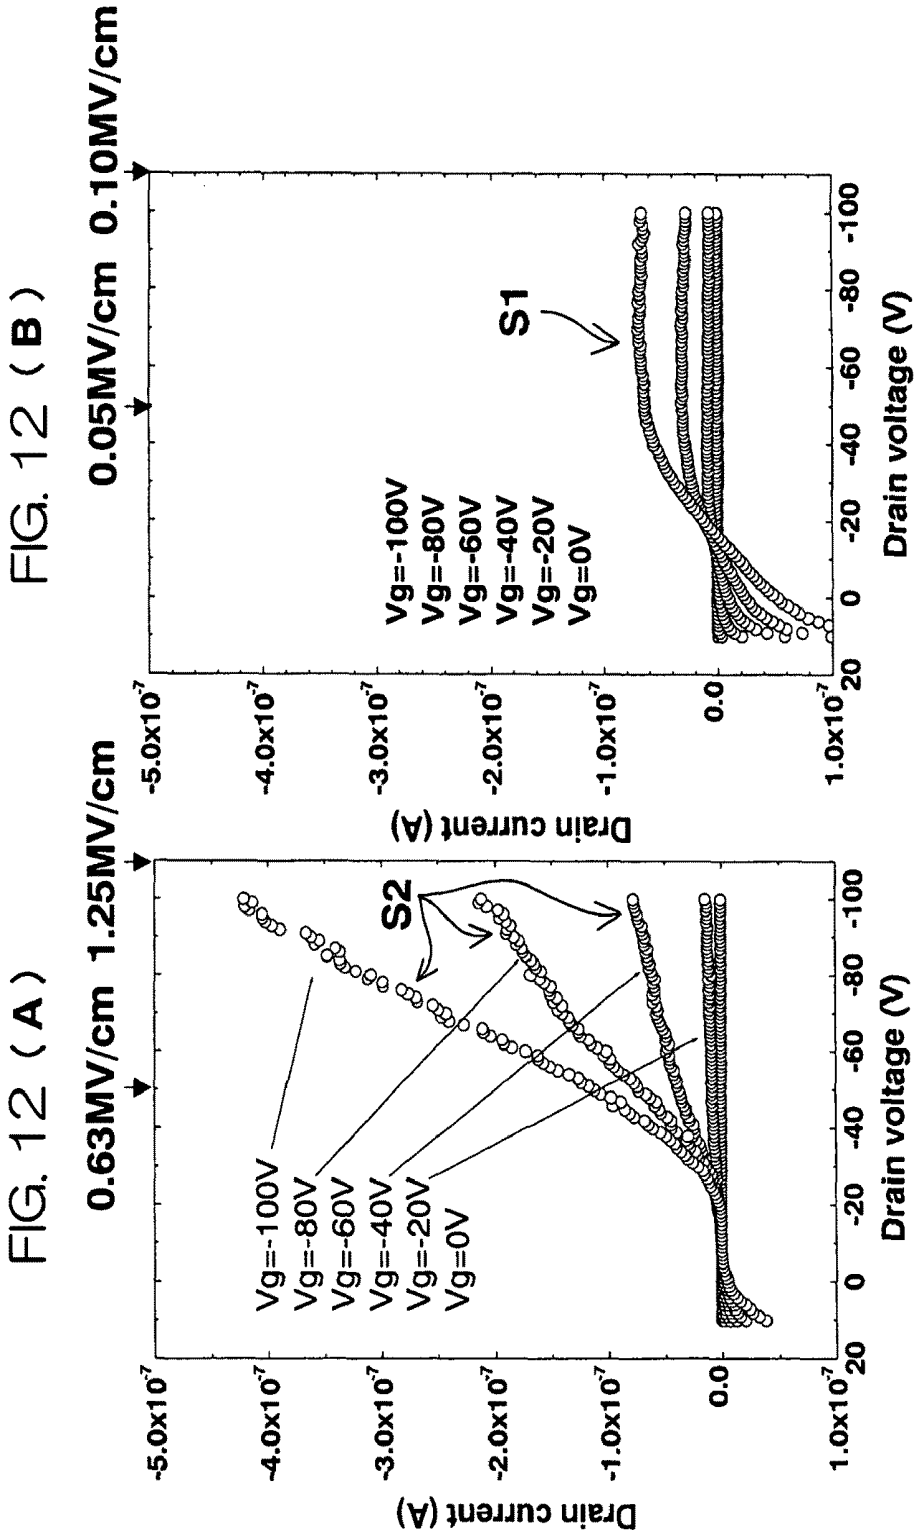 FIG. 12 (A)
0.63MV/cm 1.25MV/cm
-5.0x10⁻⁷
-4.0x10⁻⁷
-3.0x10⁻⁷
-2.0x10⁻⁷
-1.0x10⁻⁷
0.0
1.0x10⁻⁷
Drain current (A)
Vg=-100V
Vg=-80V
Vg=-60V
Vg=-40V
Vg=-20V
Vg=0V
S2
20 0 -20 -40 -60 -80 -100
Drain voltage (V)
FIG. 12 (B)
0.05MV/cm 0.10MV/cm
-5.0x10⁻⁷
-4.0x10⁻⁷
-3.0x10⁻⁷
-2.0x10⁻⁷
-1.0x10⁻⁷
0.0
1.0x10⁻⁷
Drain current (A)
Vg=-100V
Vg=-80V
Vg=-60V
Vg=-40V
Vg=-20V
Vg=0V
S1
20 0 -20 -40 -60 -80 -100
Drain voltage (V)